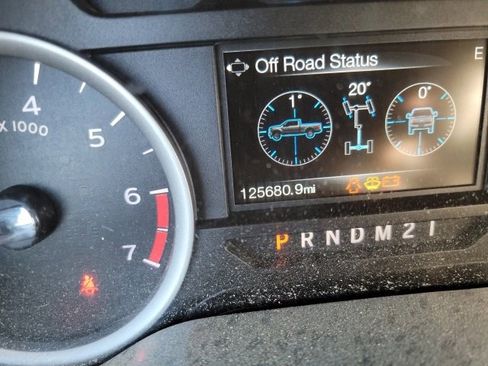 Off Road Status
E
20°
1°
0°
4
X 1000
5
6
7
125680.9mi
P R N D M 2 1